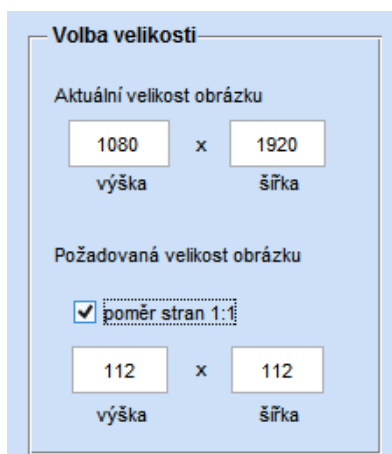 Volba velikosti
Aktuální velikost obrázku
1080 x 1920
výška šířka
Požadovaná velikost obrázku
poměr stran 1:1
112 x 112
výška šířka